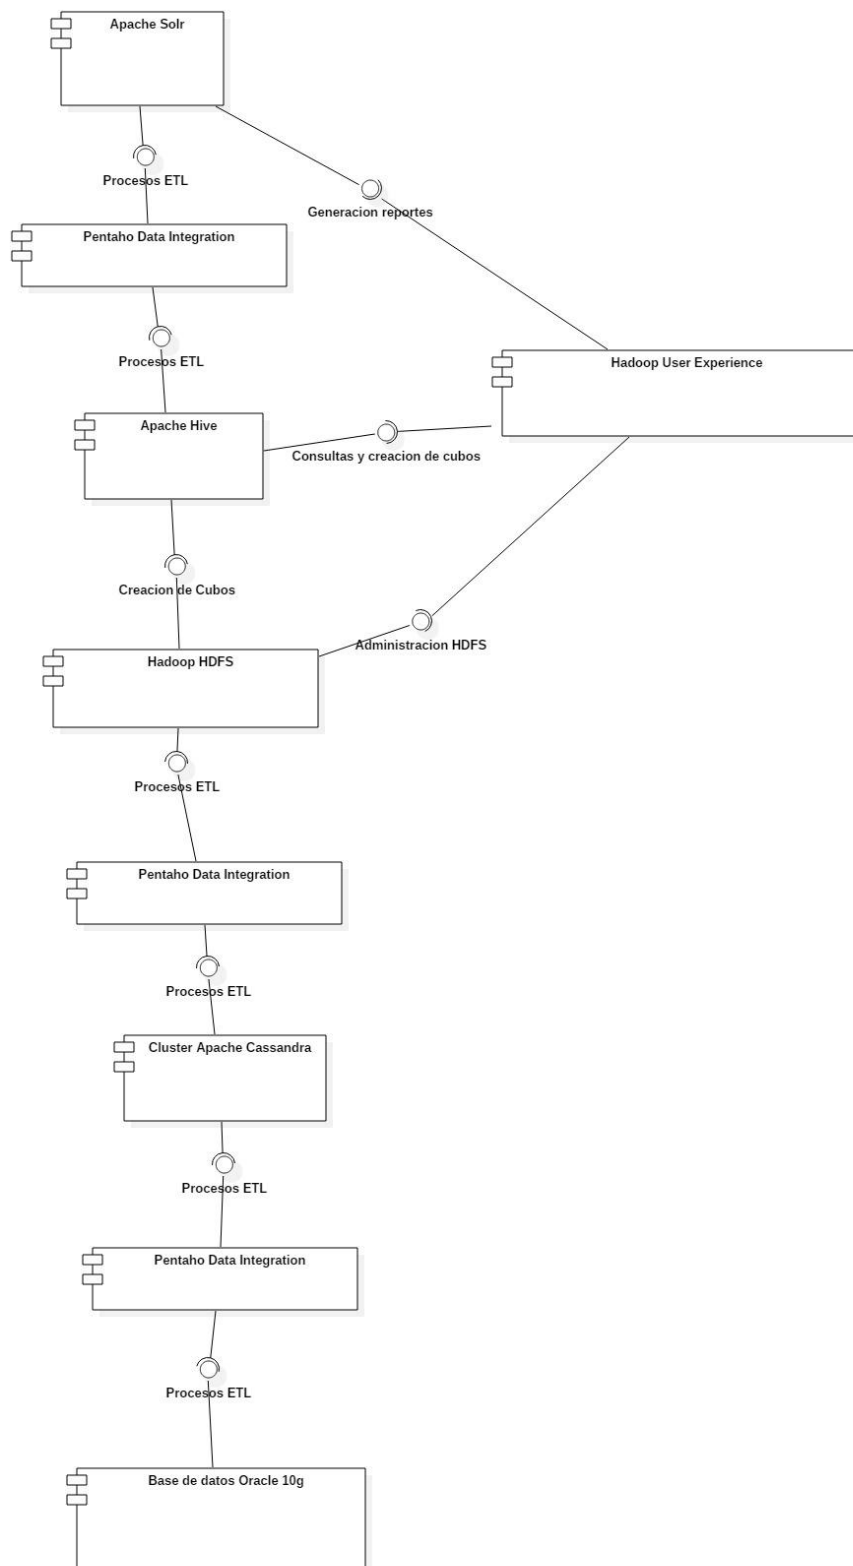 Apache Solr
Procesos ETL
Generacion reportes
Pentaho Data Integration
Procesos ETL
Hadoop User Experience
Apache Hive
Consultas y creacion de cubos
Creacion de Cubos
Administracion HDFS
Hadoop HDFS
Procesos ETL
Pentaho Data Integration
Procesos ETL
Cluster Apache Cassandra
Procesos ETL
Pentaho Data Integration
Procesos ETL
Base de datos Oracle 10g